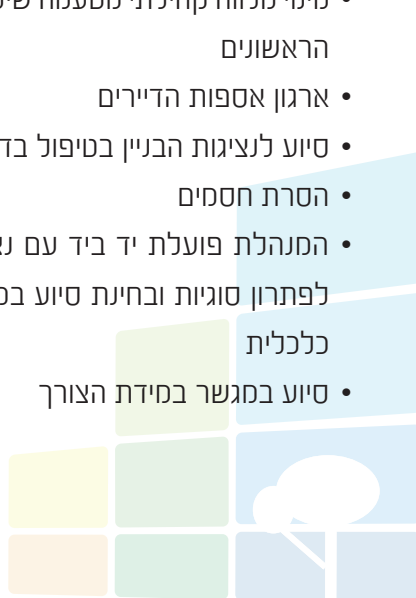 הראשונים
• ארגון אספות הדיירים
• סיוע לנציגות הבניין בטיפול
• הסרת חסמים
• המנהלת פועלת יד ביד עם
לפתרון סוגיות ובחינת סיוע
כלכלית
• סיוע במגשר במידת הצורך